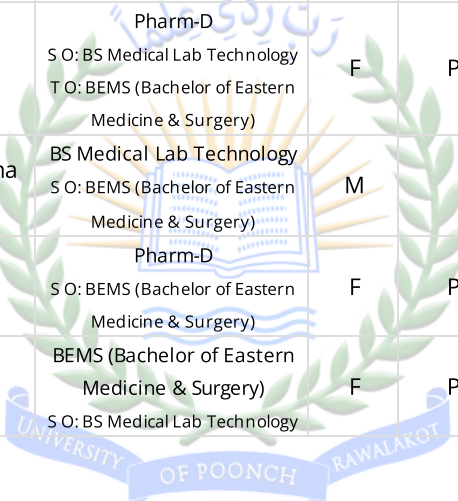 رَبِّ زِدْنِي عِلْماً
Pharm-D
S O: BS Medical Lab Technology
T O: BEMS (Bachelor of Eastern
Medicine & Surgery)
F
P
BS Medical Lab Technology
S O: BEMS (Bachelor of Eastern
Medicine & Surgery)
na
M
Pharm-D
S O: BEMS (Bachelor of Eastern
Medicine & Surgery)
F
P
BEMS (Bachelor of Eastern
Medicine & Surgery)
S O: BS Medical Lab Technology
F
P
UNIVERSITY OF POONCH RAWALAKOT